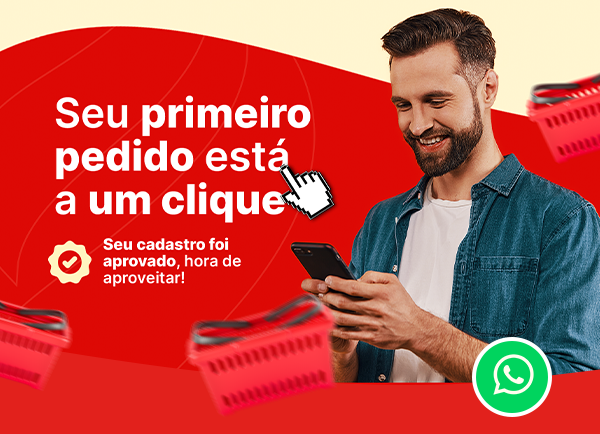 Seu primeiro
pedido está
a um clique
Seu cadastro foi
aprovado, hora de
aproveitar!